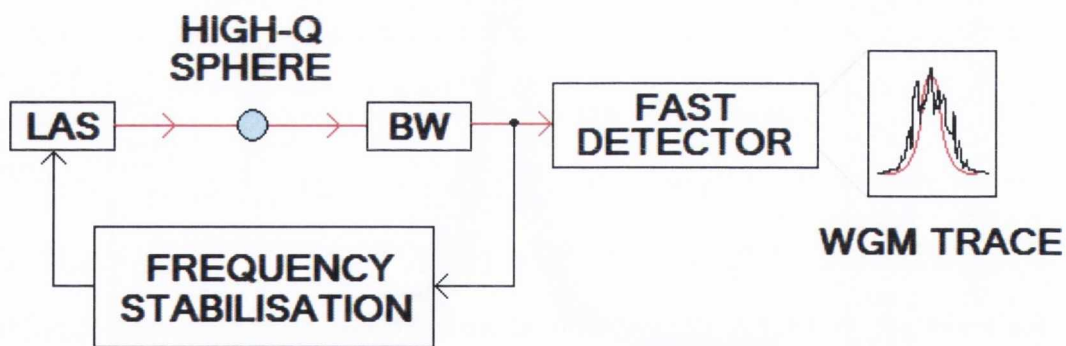 HIGH-Q
SPHERE
LAS
BW
FAST
DETECTOR
FREQUENCY
STABILISATION
WGM TRACE